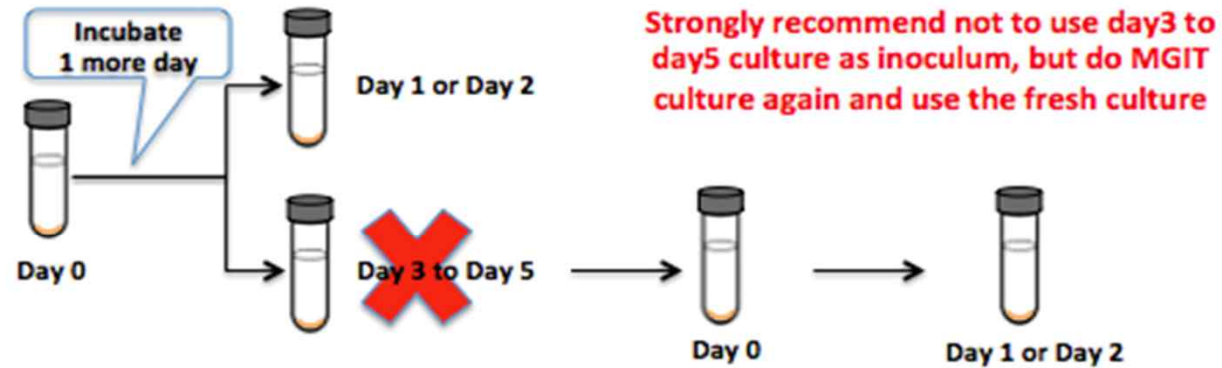 Incubate
1 more day
Strongly recommend not to use day3 to
day5 culture as inoculum, but do MGIT
culture again and use the fresh culture
Day 1 or Day 2
Day 0
Day 3 to Day 5
Day 0
Day 1 or Day 2